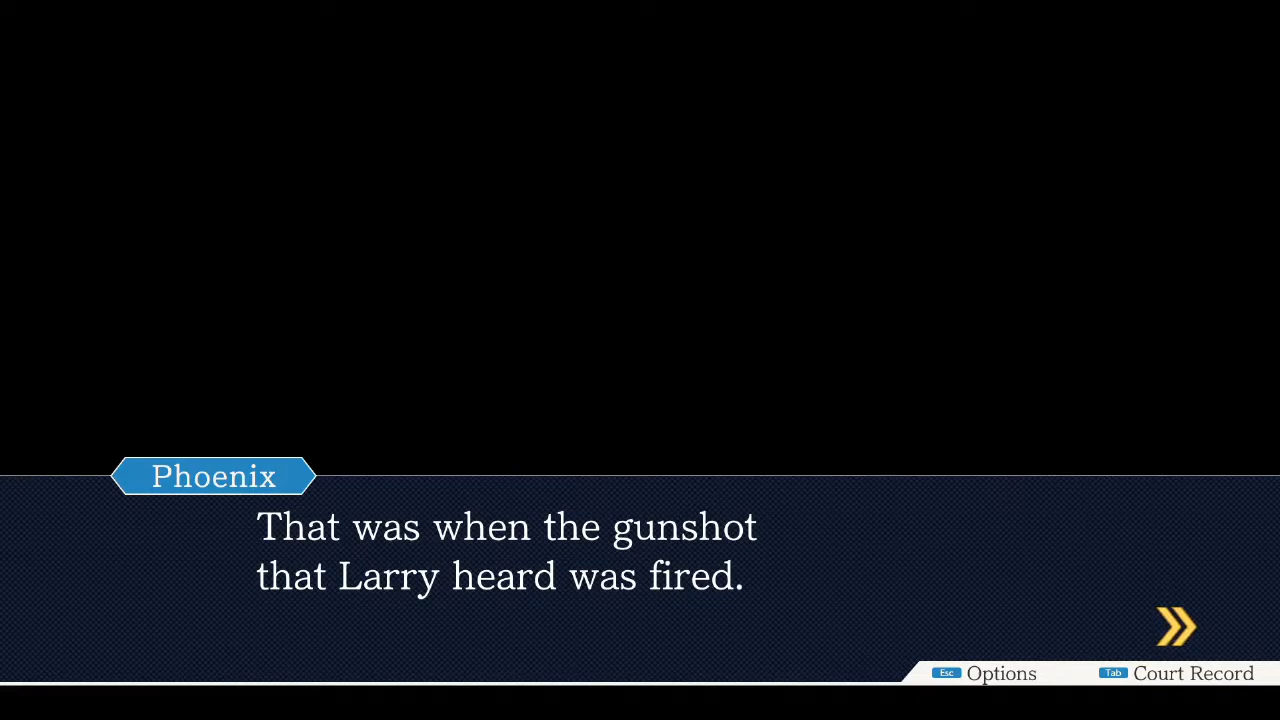 Phoenix
That was when the gunshot
that Larry heard was fired.
Esc Options Tab Court Record